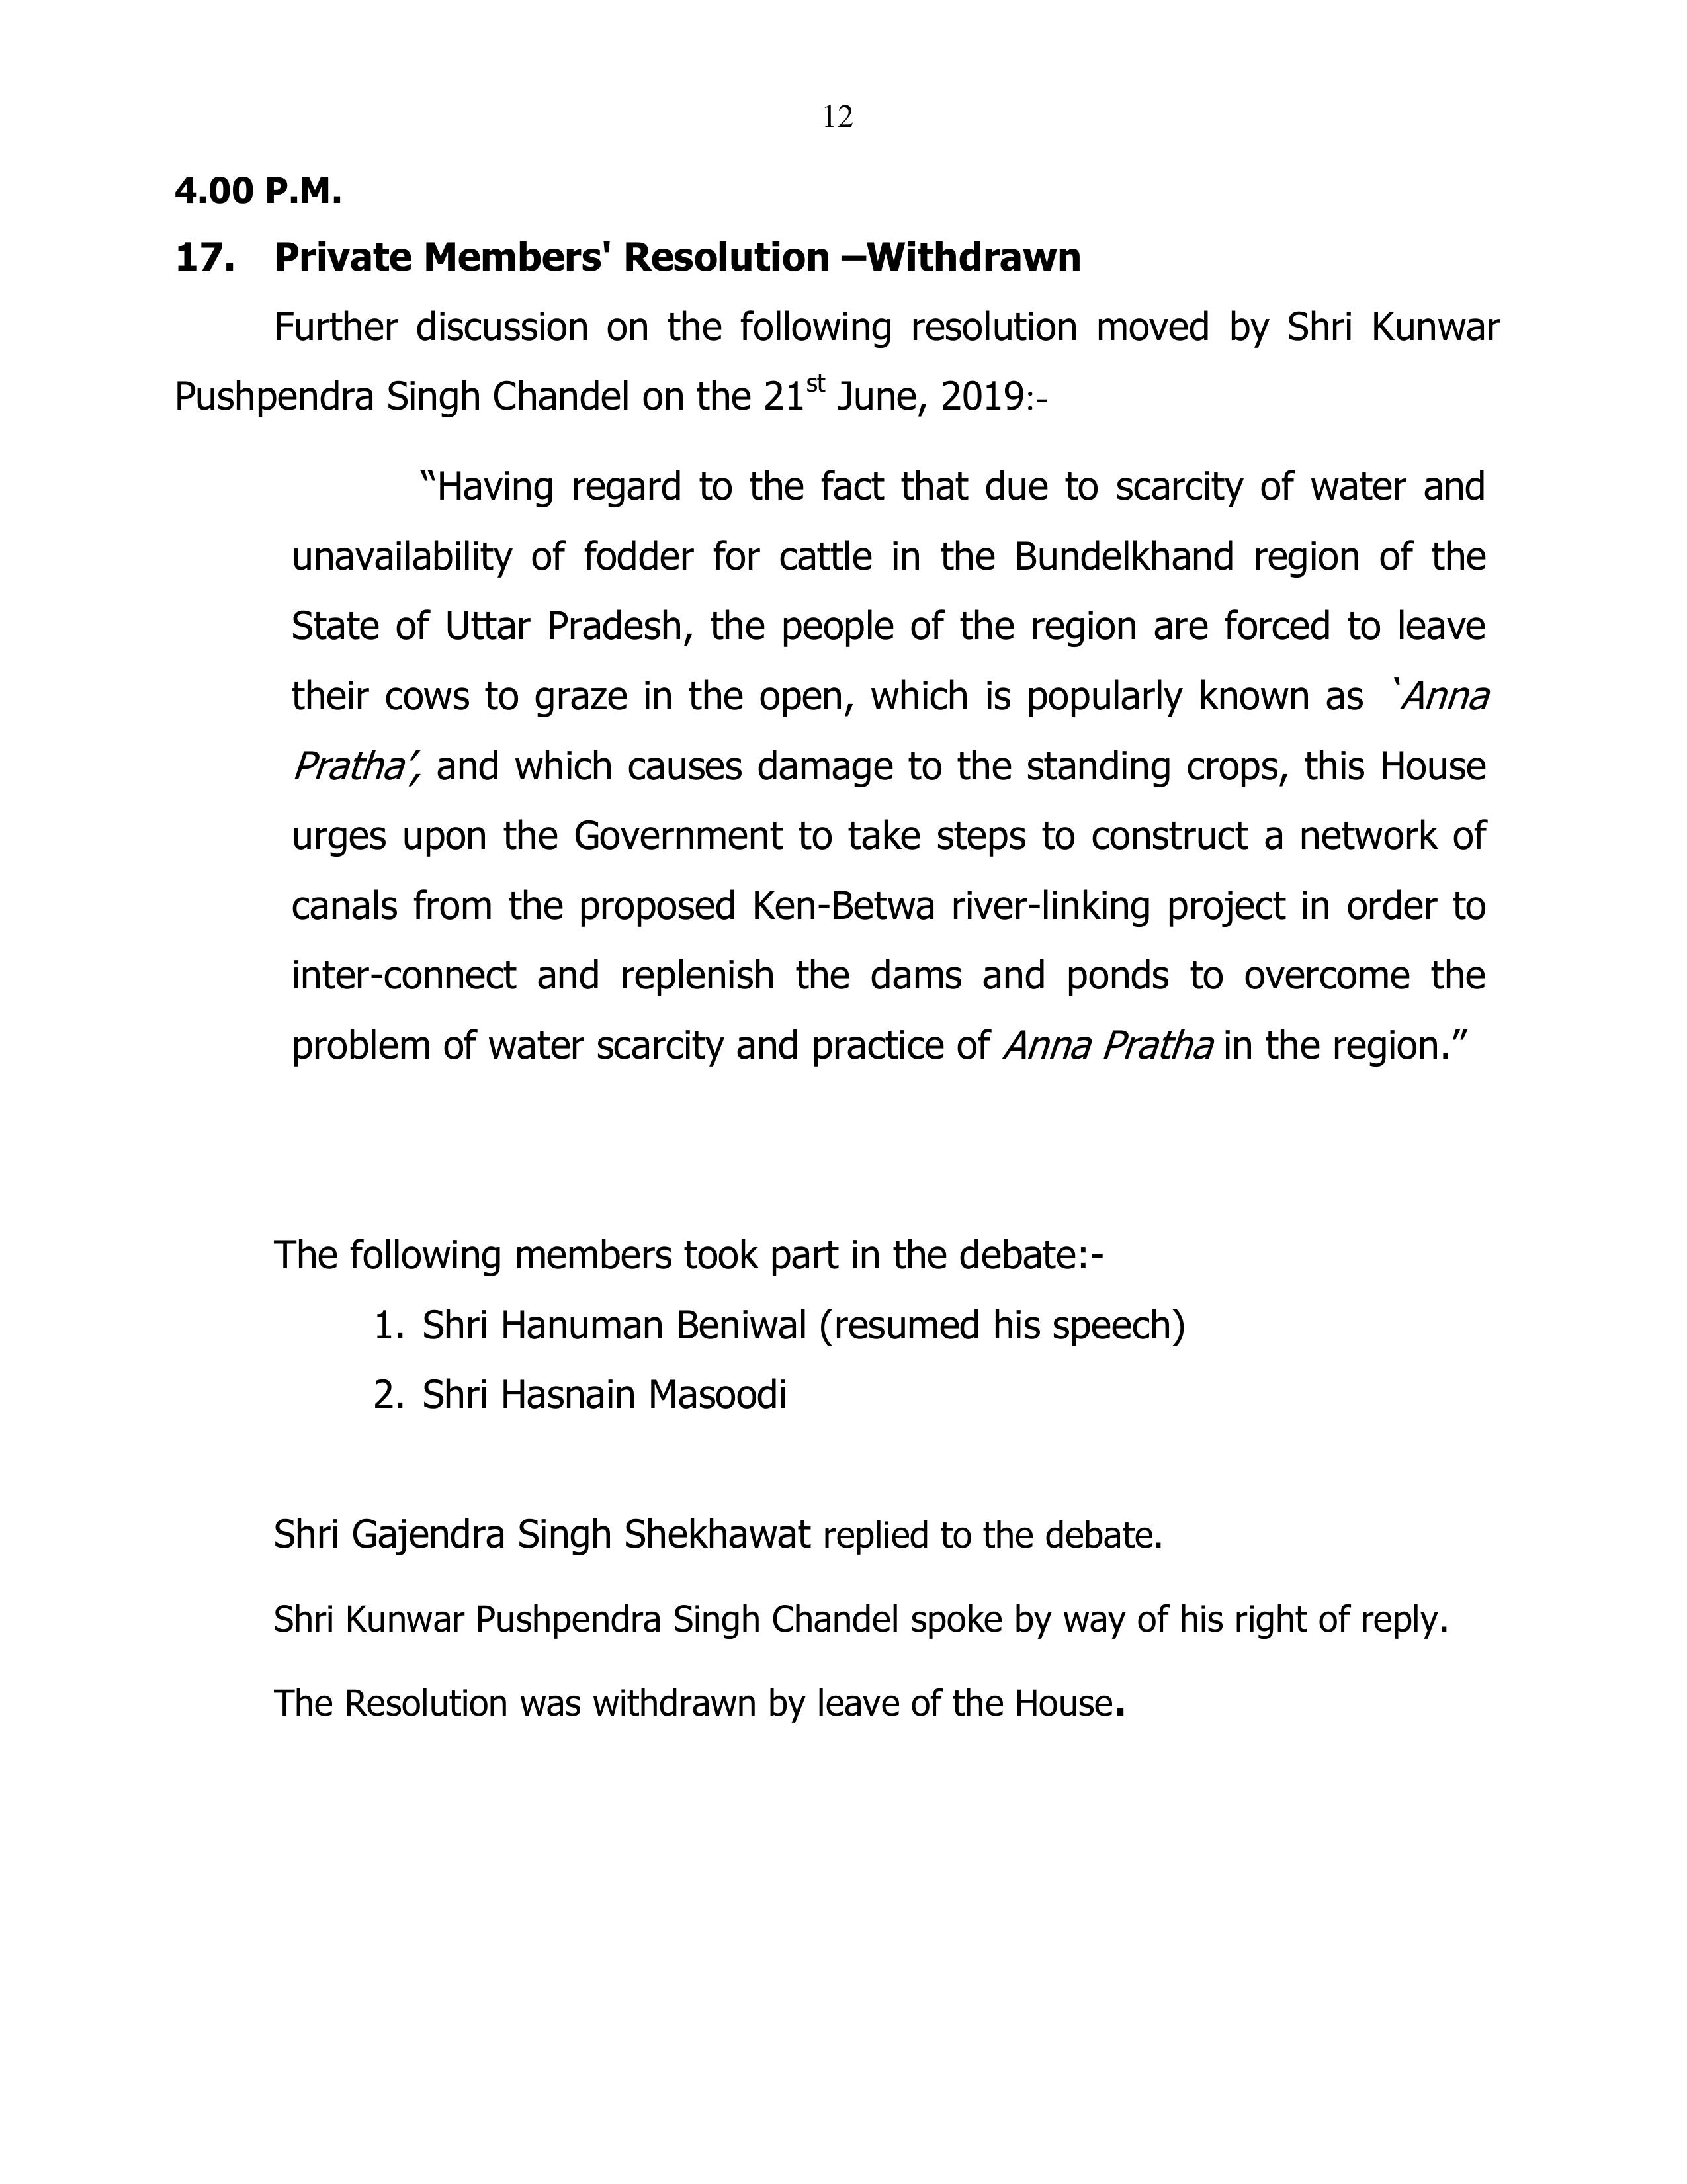 12
4.00 P.M.
17. Private Members' Resolution –Withdrawn
Further discussion on the following resolution moved by Shri Kunwar
Pushpendra Singh Chandel on the 21st June, 2019:-
“Having regard to the fact that due to scarcity of water and
unavailability of fodder for cattle in the Bundelkhand region of the
State of Uttar Pradesh, the people of the region are forced to leave
their cows to graze in the open, which is popularly known as ‘Anna
Pratha’, and which causes damage to the standing crops, this House
urges upon the Government to take steps to construct a network of
canals from the proposed Ken-Betwa river-linking project in order to
inter-connect and replenish the dams and ponds to overcome the
problem of water scarcity and practice of Anna Pratha in the region.”
The following members took part in the debate:-
1. Shri Hanuman Beniwal (resumed his speech)
2. Shri Hasnain Masoodi
Shri Gajendra Singh Shekhawat replied to the debate.
Shri Kunwar Pushpendra Singh Chandel spoke by way of his right of reply.
The Resolution was withdrawn by leave of the House.